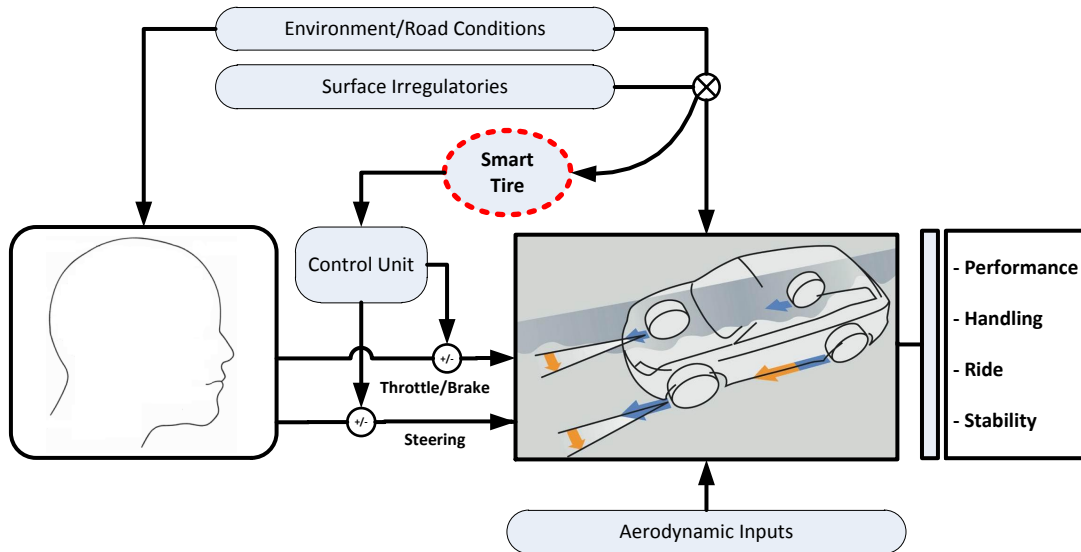 Environment/Road Conditions
Surface Irregulatories
Smart
Tire
Control Unit
+/-
Throttle/Brake
+/-
Steering
- Performance
- Handling
- Ride
- Stability
Aerodynamic Inputs